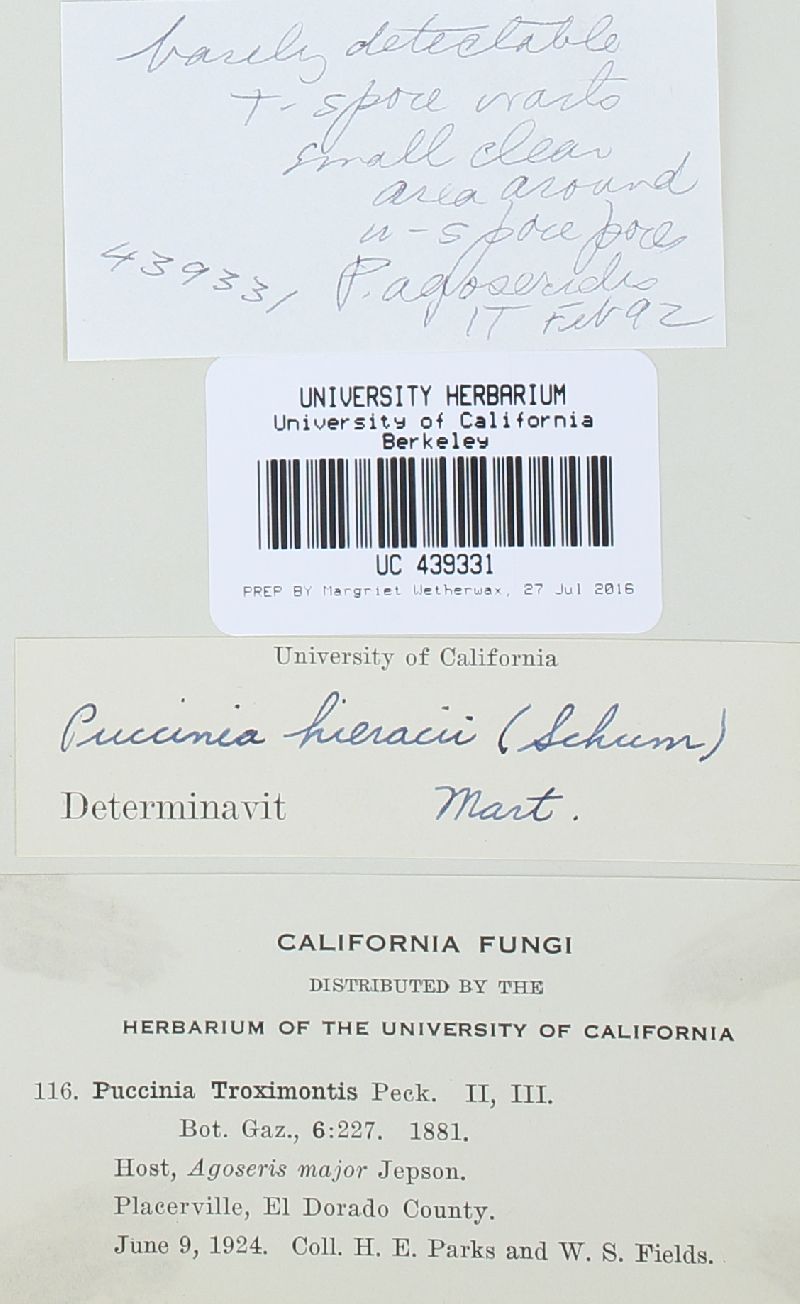 barely detectable
T-spore warts
small clear
area around
u-spore pores
439331 P. agoseridis
IT Feb 92
UNIVERSITY HERBARIUM
University of California
Berkeley
UC 439331
PREP BY Margriet Wetherwax, 27 Jul 2016
University of California
Puccinia hieracii (Schum)
Determinavit Mart.
CALIFORNIA FUNGI
DISTRIBUTED BY THE
HERBARIUM OF THE UNIVERSITY OF CALIFORNIA
116. Puccinia Troximontis Peck. II, III.
Bot. Gaz., 6:227. 1881.
Host, Agoseris major Jepson.
Placerville, El Dorado County.
June 9, 1924. Coll. H. E. Parks and W. S. Fields.